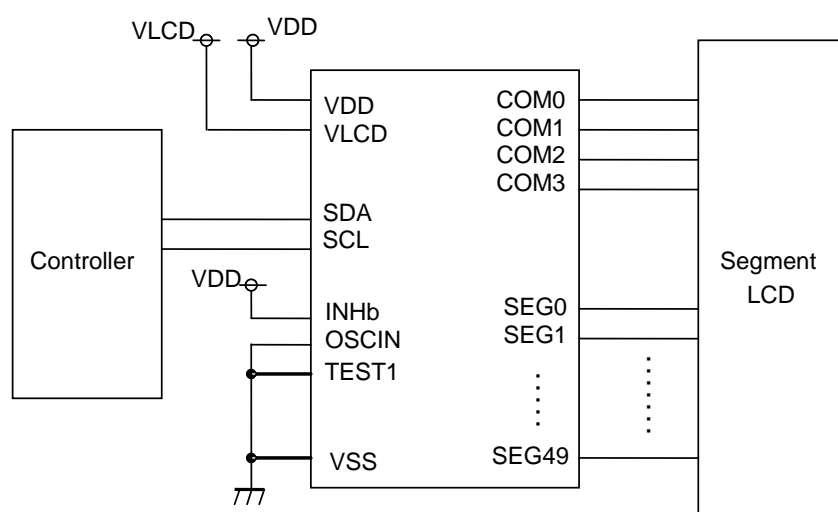 VLCD
VDD
VDD
VLCD
SDA
SCL
INHb
OSCIN
TEST1
VSS
COM0
COM1
COM2
COM3
SEG0
SEG1
SEG49
Controller
VDD
Segment
LCD